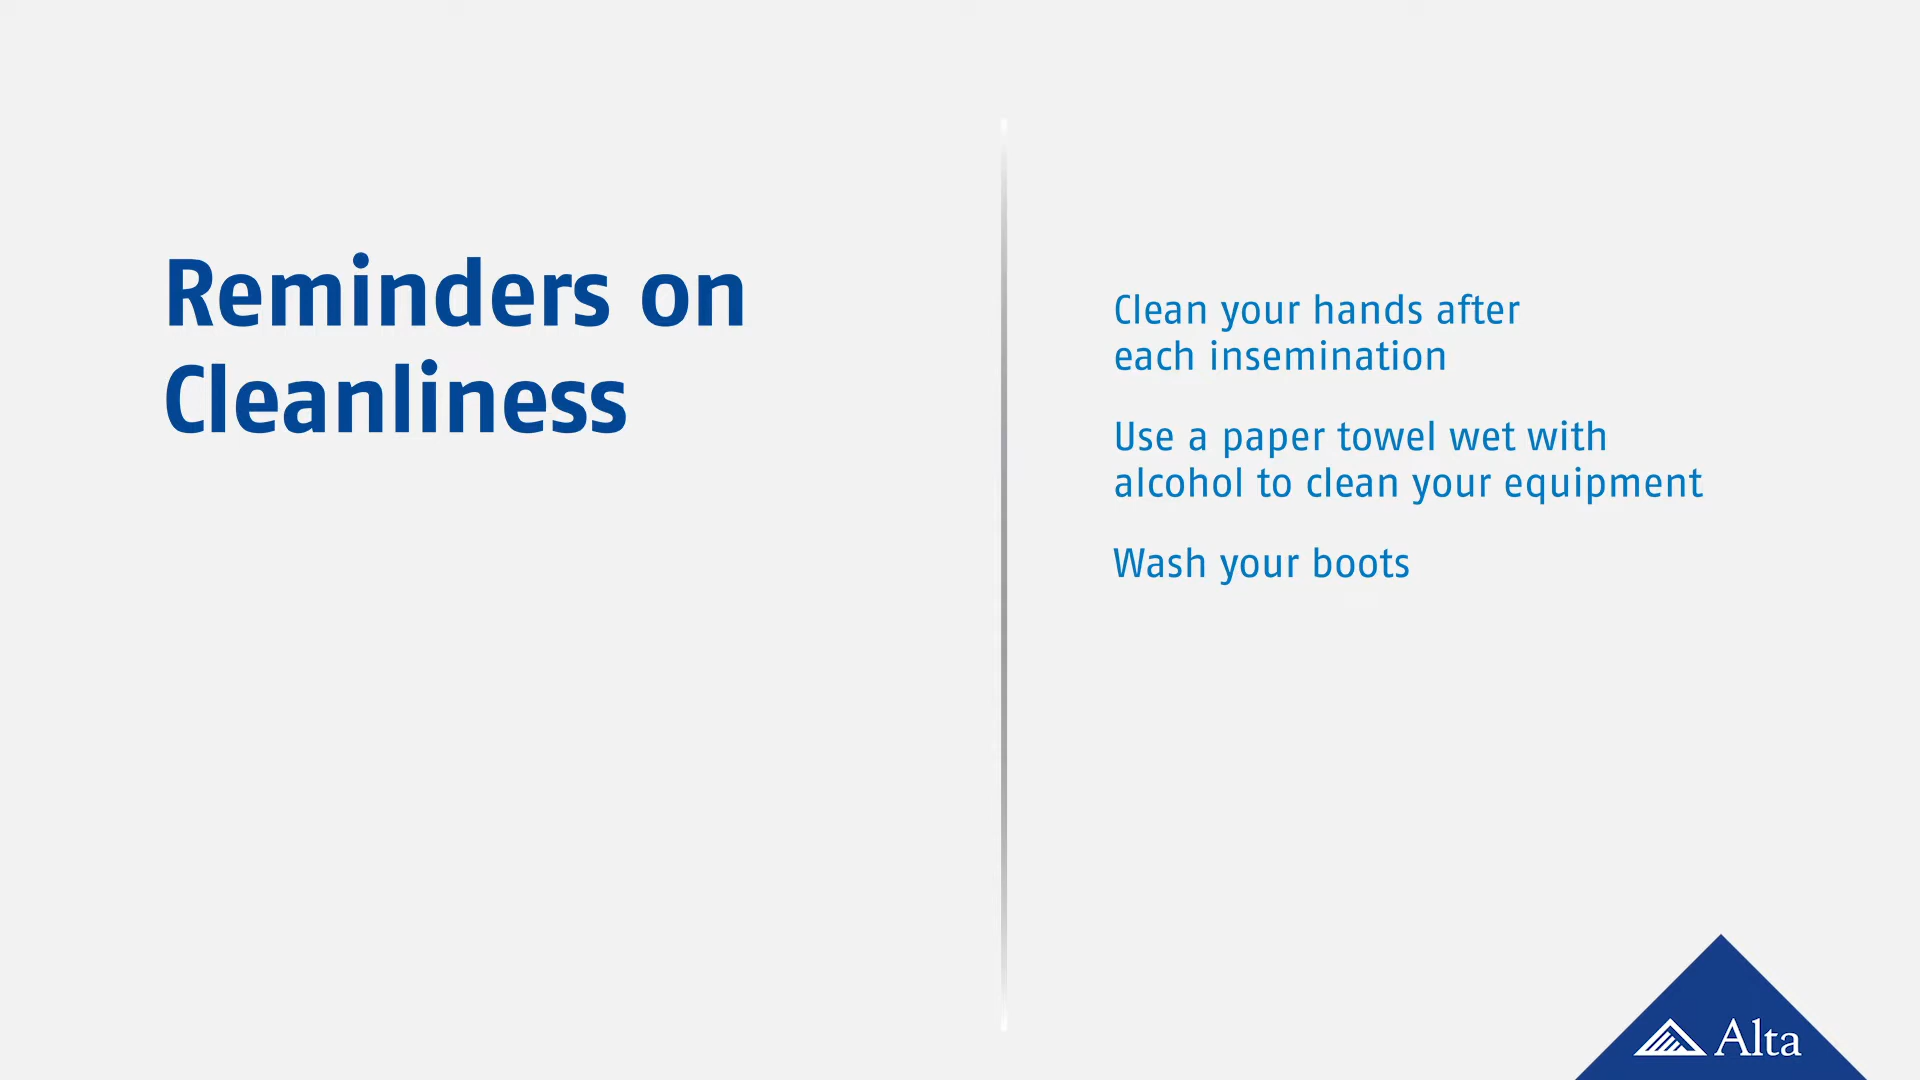 Reminders on
Cleanliness
Clean your hands after
each insemination
Use a paper towel wet with
alcohol to clean your equipment
Wash your boots
Alta